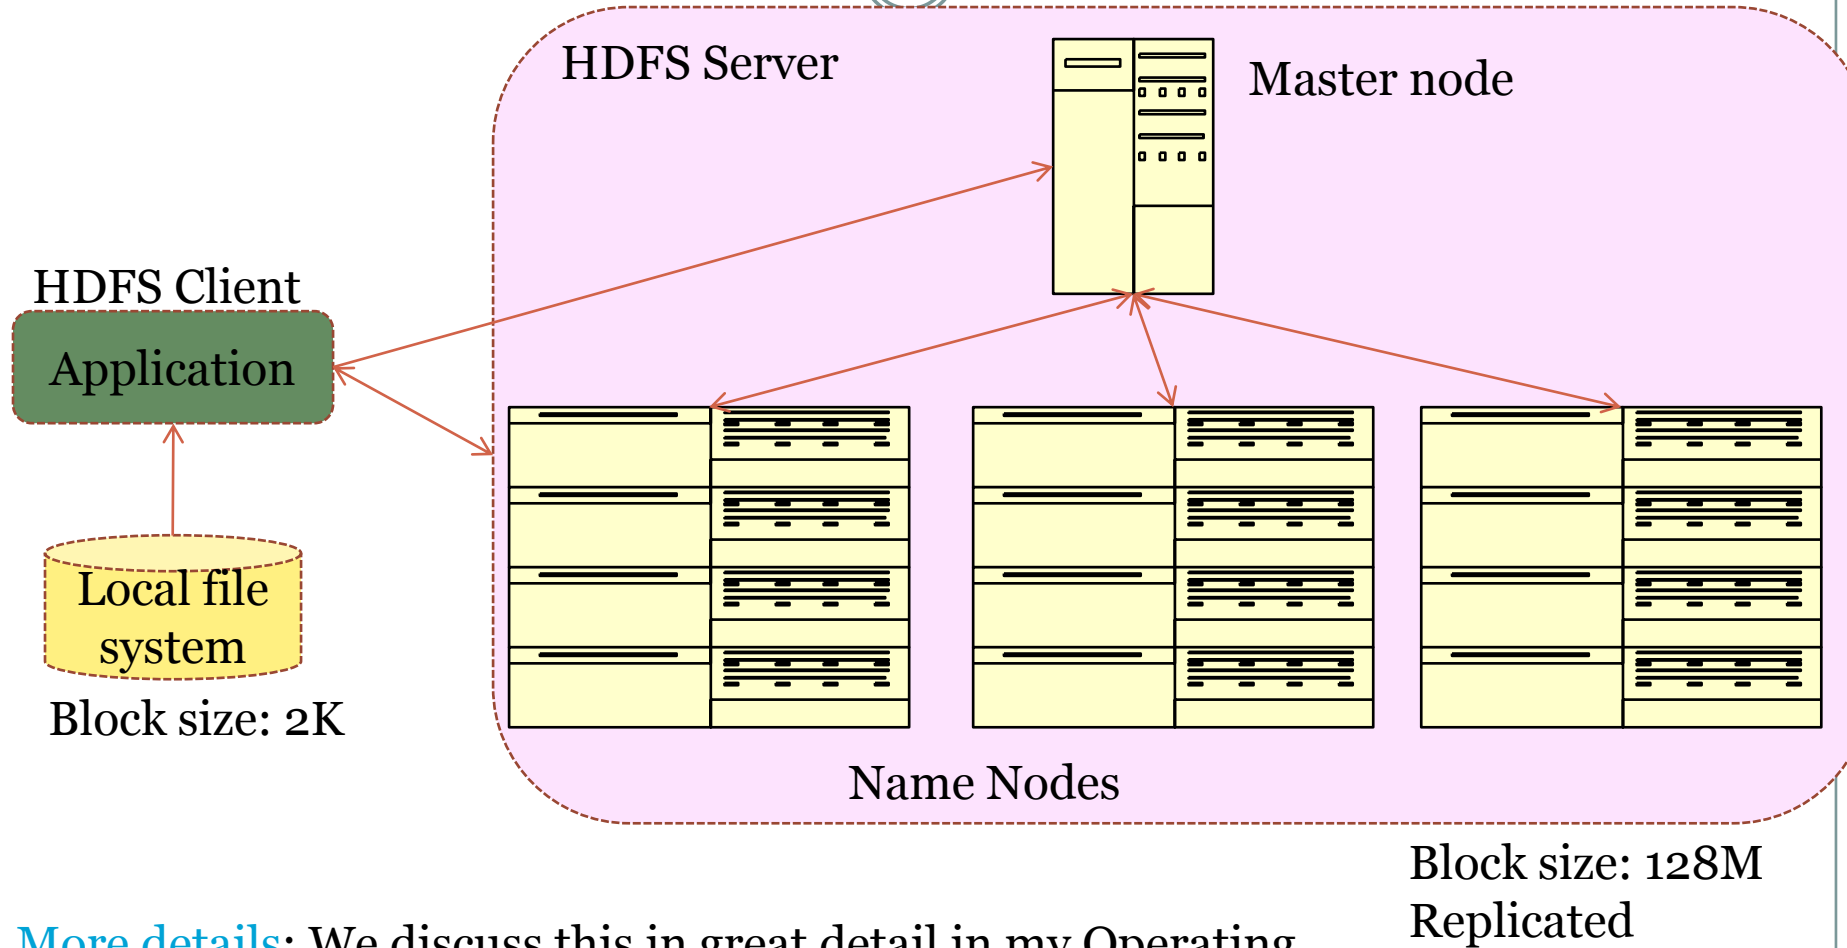 HDFS Server
Master node
HDFS Client
Application
Local file
system
Block size: 2K
Name Nodes
Block size: 128M
Replicated
More details: We discuss this in great detail in my Operating